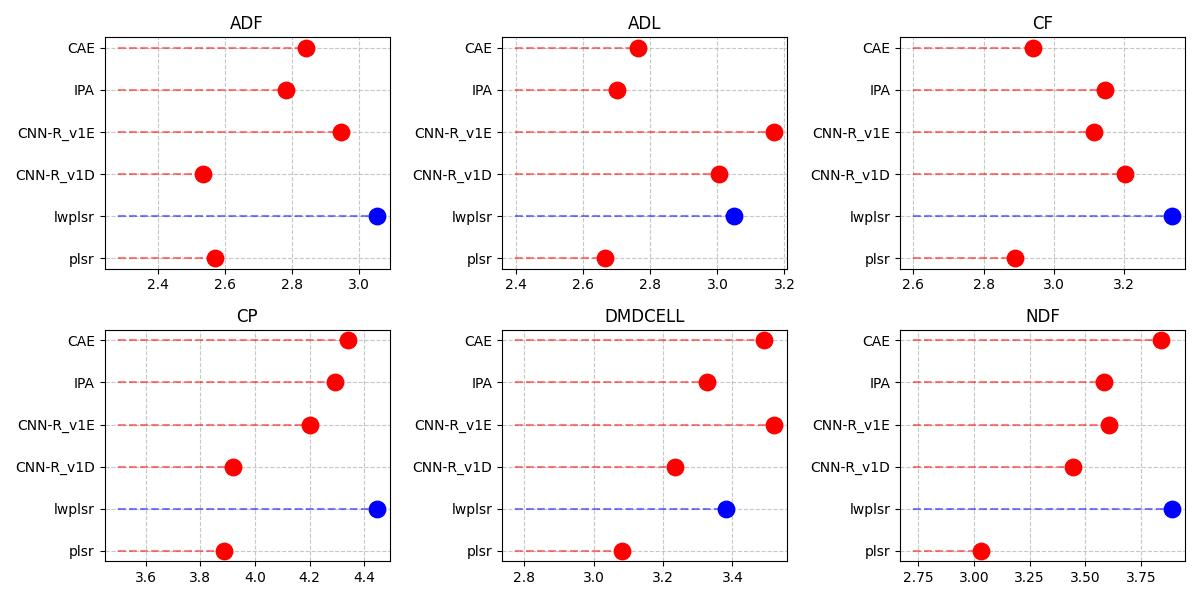 ADF
CAE
IPA
CNN-R_v1E
CNN-R_v1D
lwplsr
plsr
2.4 2.6 2.8 3.0
ADL
CAE
IPA
CNN-R_v1E
CNN-R_v1D
lwplsr
plsr
2.4 2.6 2.8 3.0 3.2
CF
CAE
IPA
CNN-R_v1E
CNN-R_v1D
lwplsr
plsr
2.6 2.8 3.0 3.2
CP
CAE
IPA
CNN-R_v1E
CNN-R_v1D
lwplsr
plsr
3.6 3.8 4.0 4.2 4.4
DMDCELL
CAE
IPA
CNN-R_v1E
CNN-R_v1D
lwplsr
plsr
2.8 3.0 3.2 3.4
NDF
CAE
IPA
CNN-R_v1E
CNN-R_v1D
lwplsr
plsr
2.75 3.00 3.25 3.50 3.75